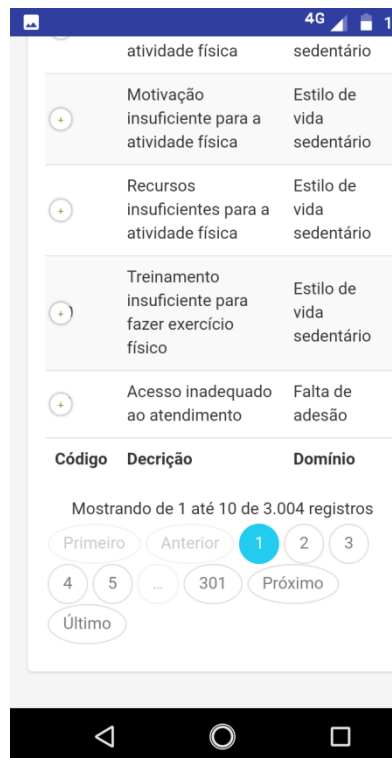 4G 1
atividade física sedentário
Motivação Estilo de
insuficiente para a vida
atividade física sedentário
Recursos Estilo de
insuficientes para a vida
atividade física sedentário
Treinamento
insuficiente para Estilo de
fazer exercício vida
físico sedentário
Acesso inadequado Falta de
ao atendimento adesão
Código Decrição Domínio
Mostrando de 1 até 10 de 3.004 registros
Primeiro Anterior 1 2 3
4 5 ... 301 Próximo
Último